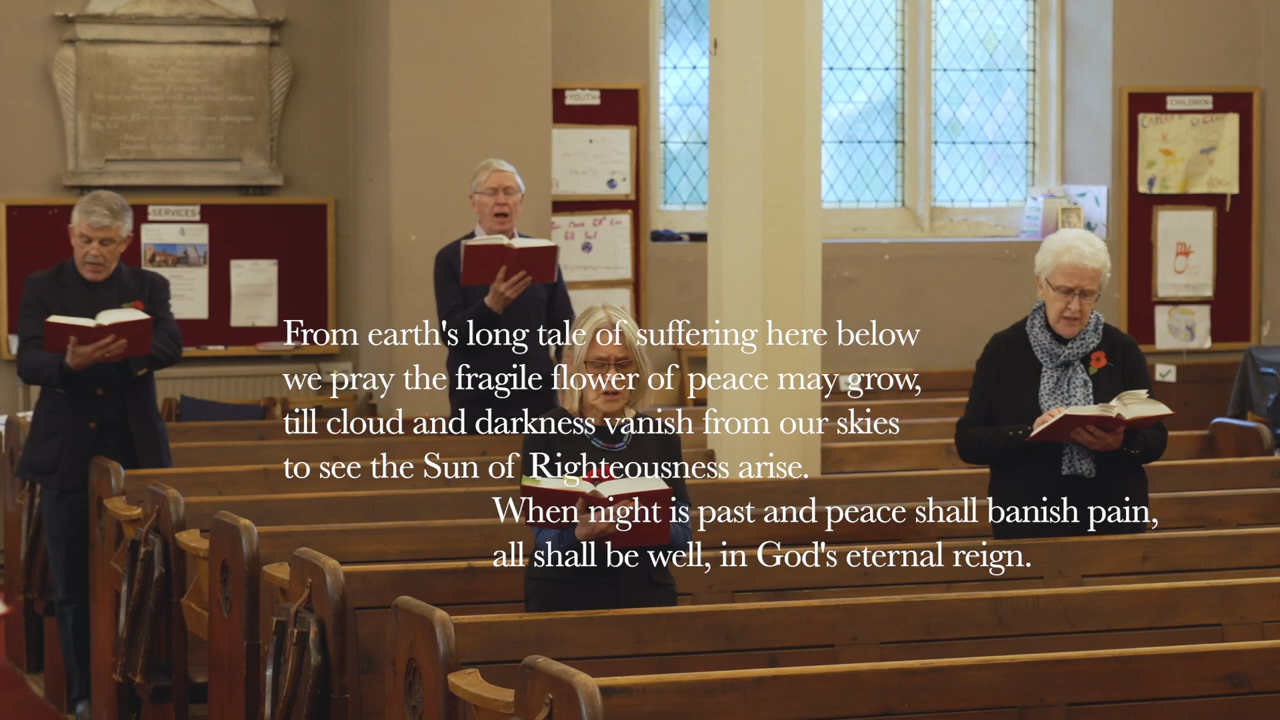 YOUTH
CHILDREN
SERVICES
From earth's long tale of suffering here below
we pray the fragile flower of peace may grow,
till cloud and darkness vanish from our skies
to see the Sun of Righteousness arise.
When night is past and peace shall banish pain,
all shall be well, in God's eternal reign.